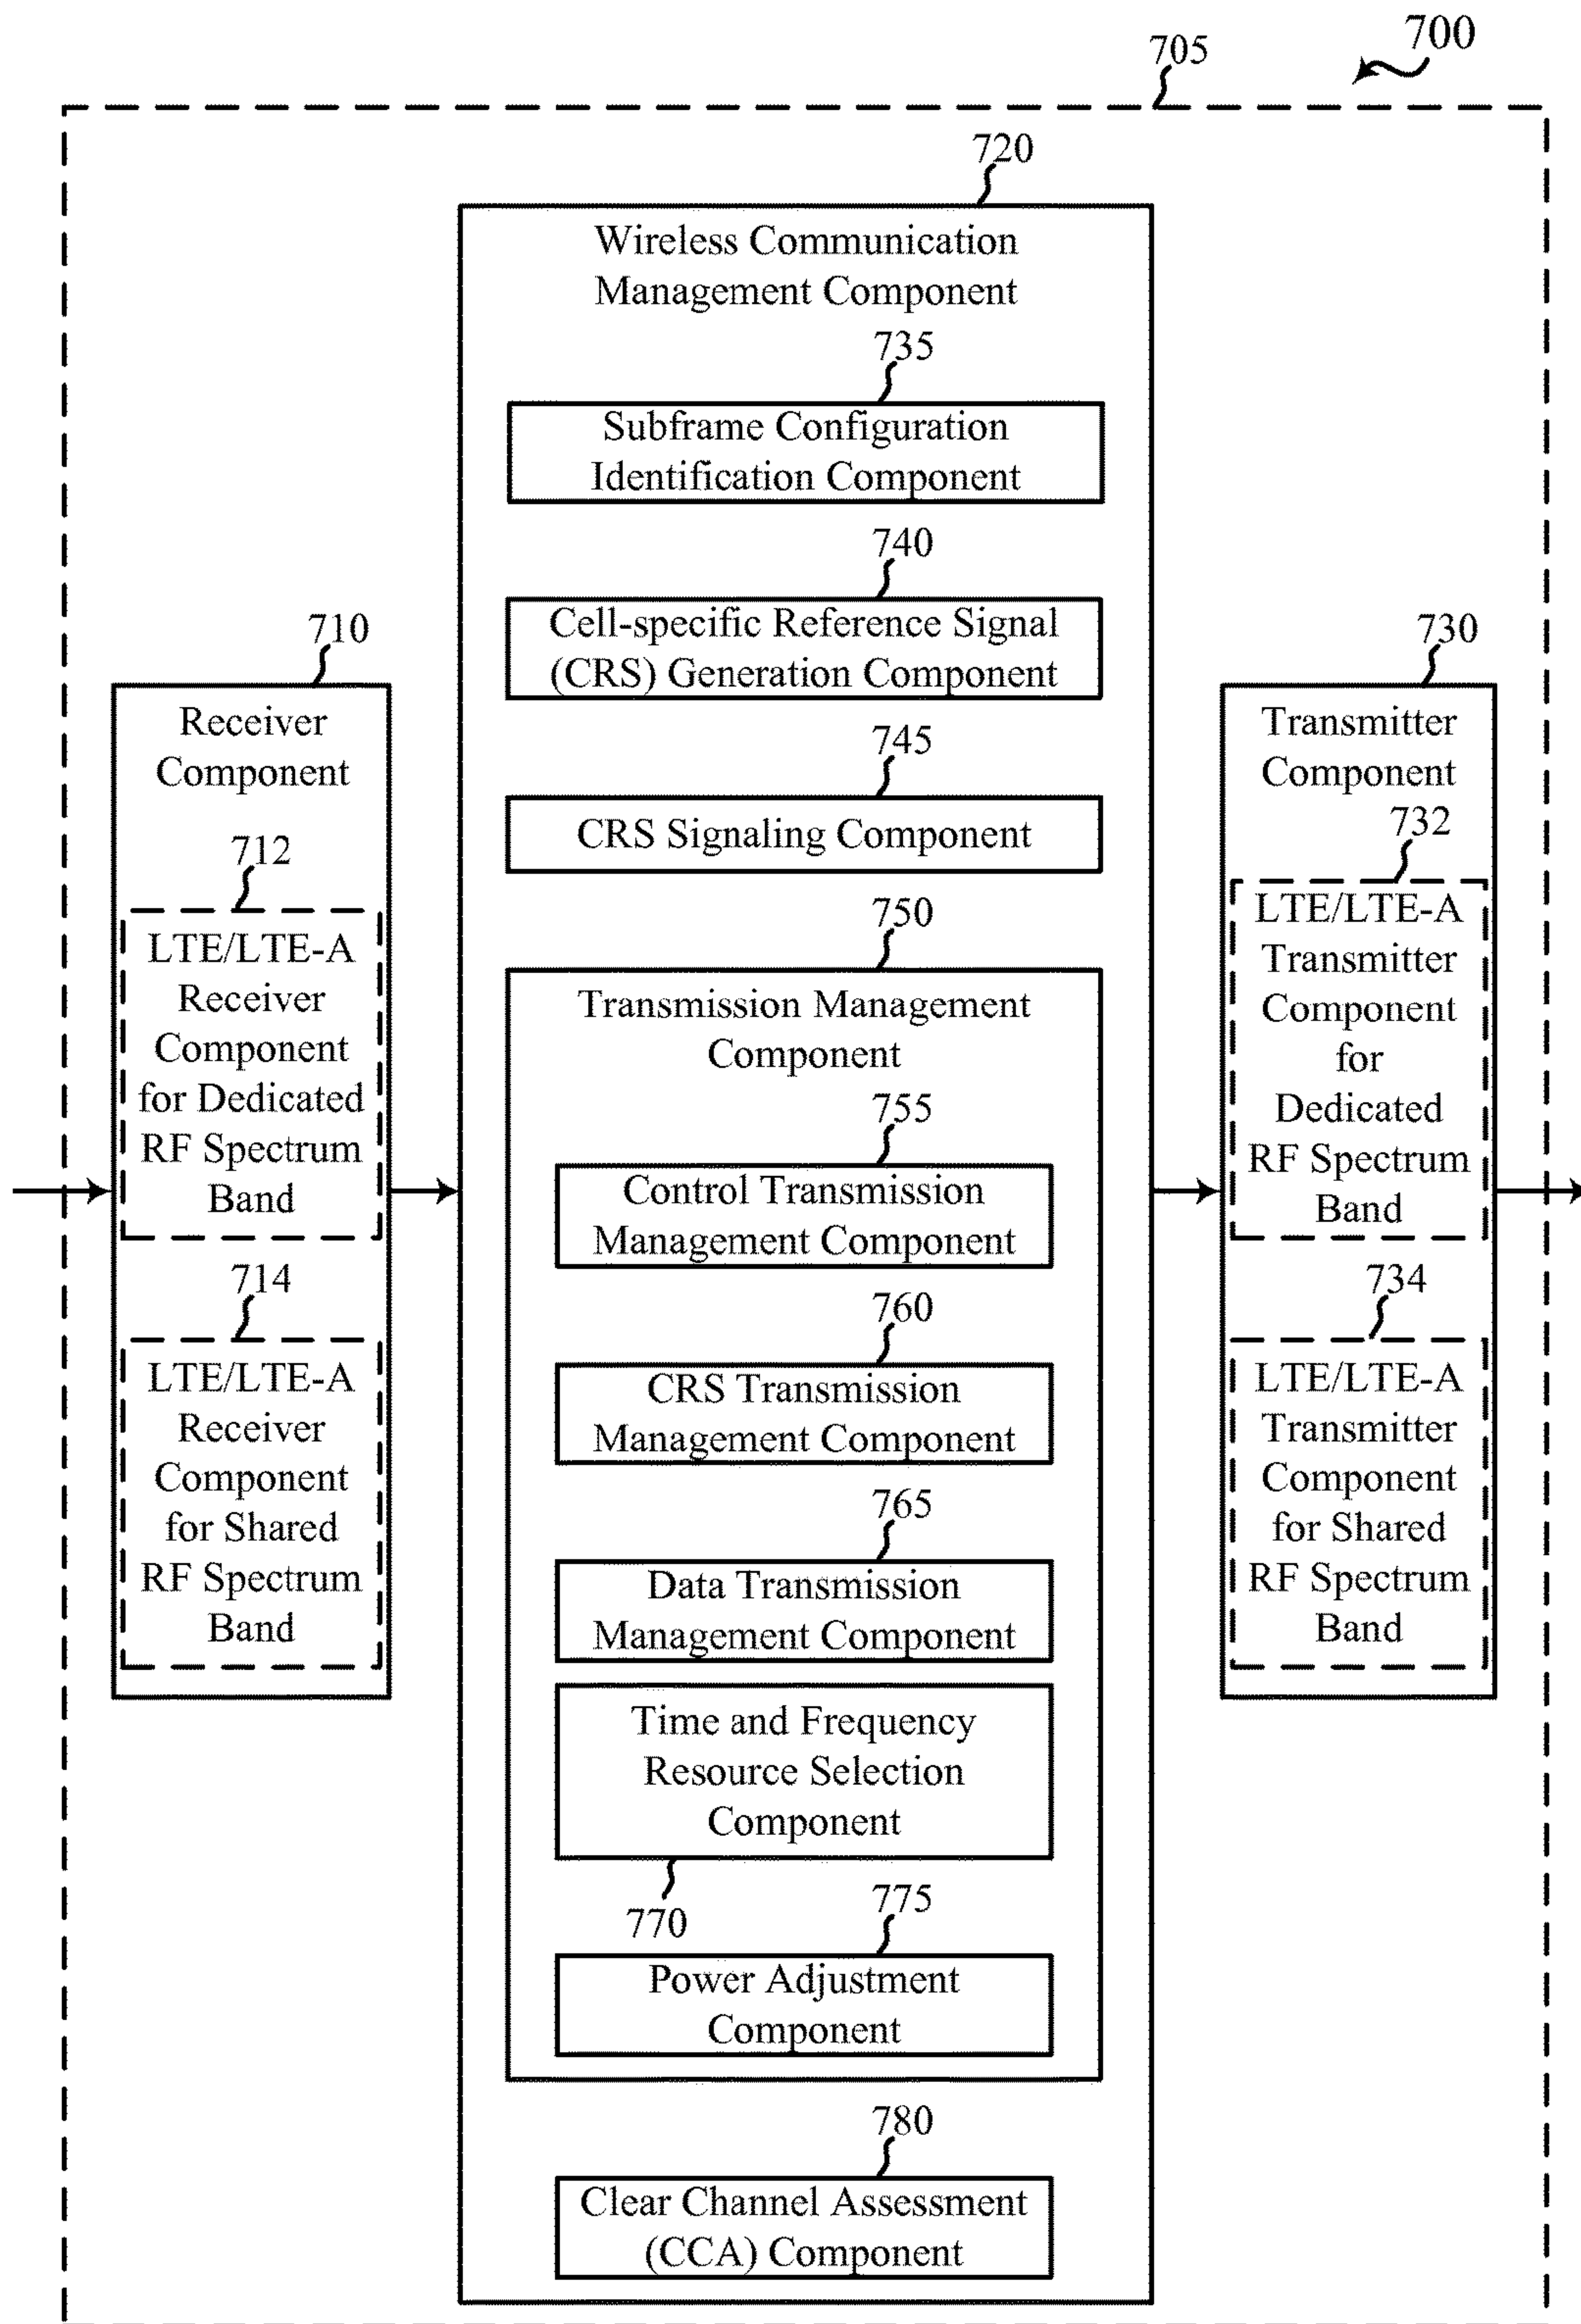 700
705
720
Wireless Communication
Management Component
735
Subframe Configuration
Identification Component
740
Cell-specific Reference Signal
(CRS) Generation Component
745
CRS Signaling Component
750
Transmission Management
Component
755
Control Transmission
Management Component
760
CRS Transmission
Management Component
765
Data Transmission
Management Component
Time and Frequency
Resource Selection
Component
770
775
Power Adjustment
Component
780
Clear Channel Assessment
(CCA) Component
710
Receiver
Component
712
LTE/LTE-A
Receiver
Component
for Dedicated
RF Spectrum
Band
714
LTE/LTE-A
Receiver
Component
for Shared
RF Spectrum
Band
730
Transmitter
Component
732
LTE/LTE-A
Transmitter
Component
for
Dedicated
RF Spectrum
Band
734
LTE/LTE-A
Transmitter
Component
for Shared
RF Spectrum
Band